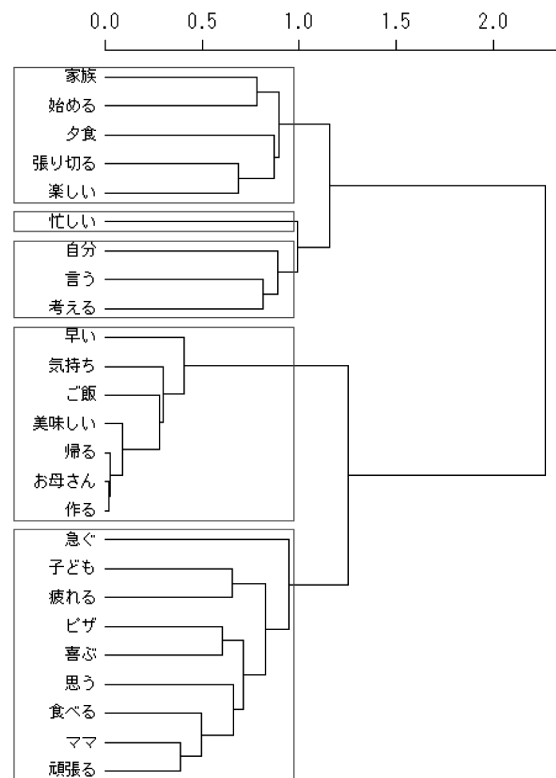 0.0 0.5 1.0 1.5 2.0
家族
始める
夕食
張り切る
楽しい
忙しい
自分
言う
考える
早い
気持ち
ご飯
美味しい
帰る
お母さん
作る
急ぐ
子ども
疲れる
ピザ
喜ぶ
思う
食べる
ママ
頑張る